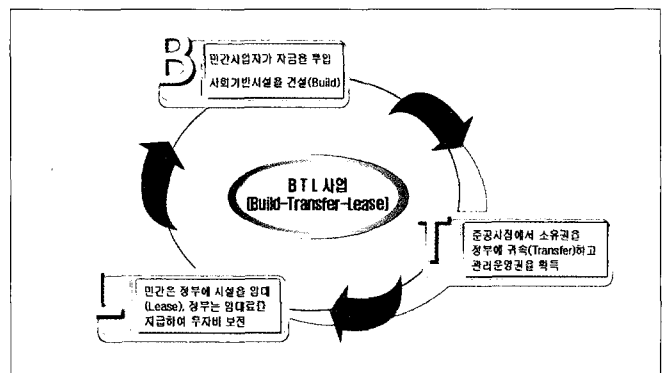 B
민간사업자가 자금을 투입
사회기반시설을 건설(Build)
BTL 사업
(Build-Transfer-Lease)
T
준공시점에서 소유권을
정부에 귀속(Transfer)하고
관리운영권을 획득
L
민간은 정부에 시설을 임대
(Lease), 정부는 임대료를
지급하여 투자비 보전